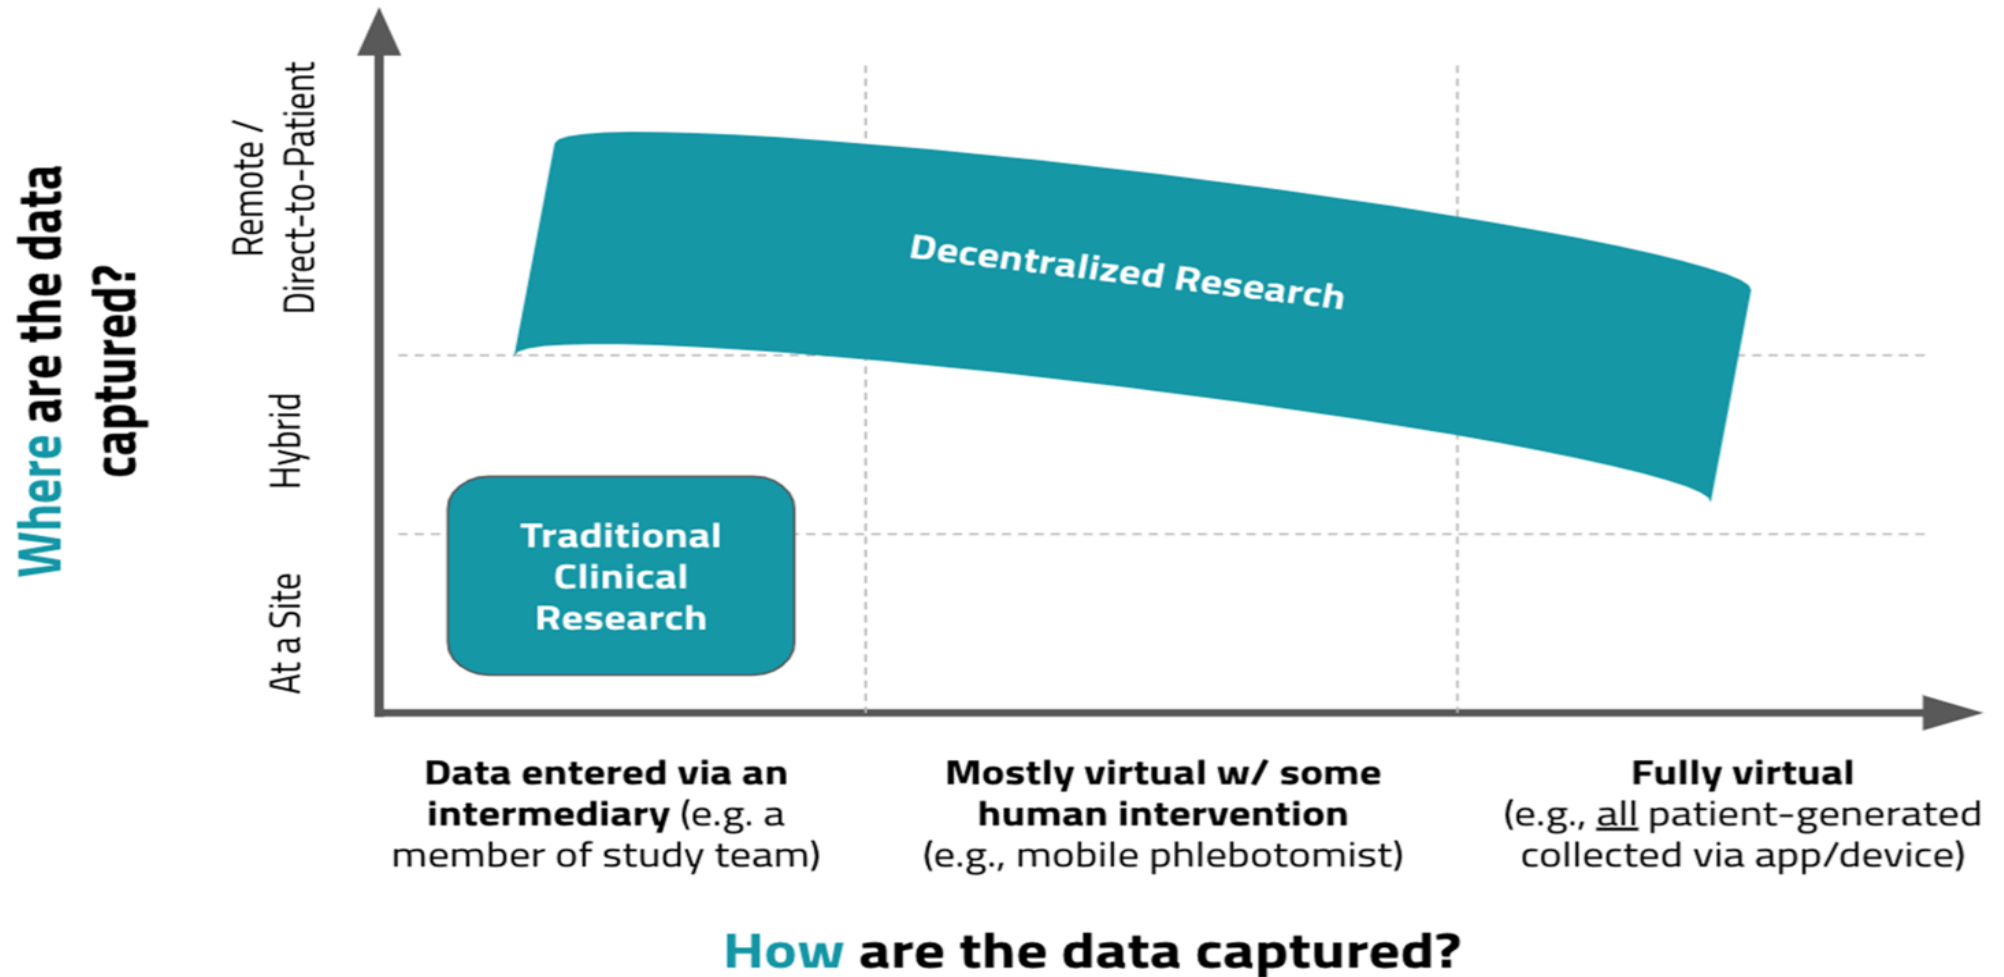 Where are the data
captured?
Remote /
Direct-to-Patient
Hybrid
At a Site
Decentralized Research
Traditional
Clinical
Research
Data entered via an
intermediary (e.g. a
member of study team)
Mostly virtual w/ some
human intervention
(e.g., mobile phlebotomist)
Fully virtual
(e.g., all patient-generated
collected via app/device)
How are the data captured?